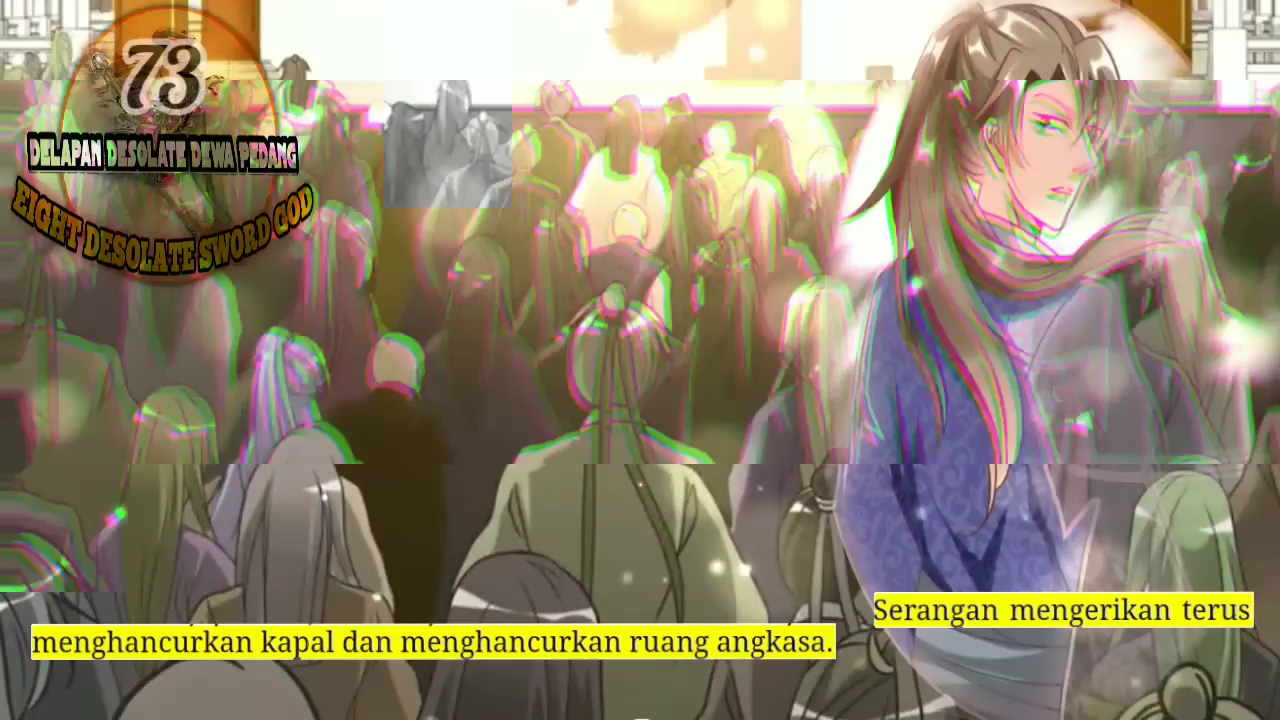 73
DELAPAN DESOLATE DEWA PEDANG
EIGHT DESOLATE SWORD GOD
Serangan mengerikan terus
menghancurkan kapal dan menghancurkan ruang angkasa.